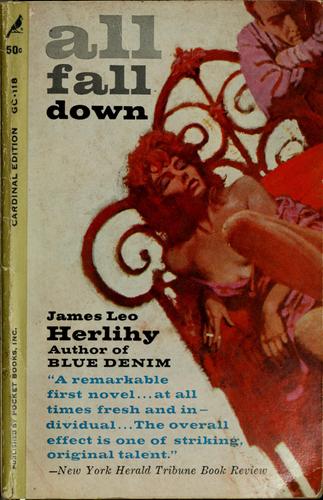 50¢
CARDINAL EDITION GC-118
PUBLISHED BY POCKET BOOKS, INC.
all
fall
down
James Leo
Herlihy
Author of
BLUE DENIM
"A remarkable
first novel...at all
times fresh and in-
dividual...The overall
effect is one of striking,
original talent."
—New York Herald Tribune Book Review